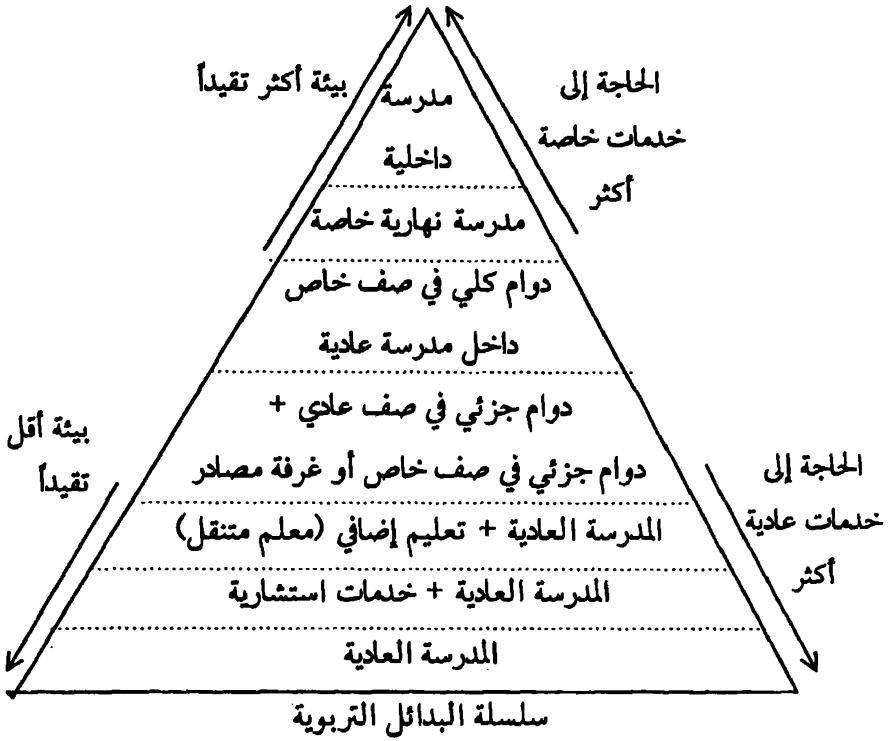 بيئة أكثر تقيداً
الحاجة إلى
خدمات خاصة
أكثر
مدرسة
داخلية
مدرسة نهارية خاصة
دوام كلي في صف خاص
داخل مدرسة عادية
دوام جزئي في صف عادي +
دوام جزئي في صف خاص أو غرفة مصادر
المدرسة العادية + تعليم إضافي (معلم متنقل)
المدرسة العادية + خدمات استشارية
المدرسة العادية
بيئة أقل
تقيداً
الحاجة إلى
خدمات عادية
أكثر
سلسلة البدائل التربوية